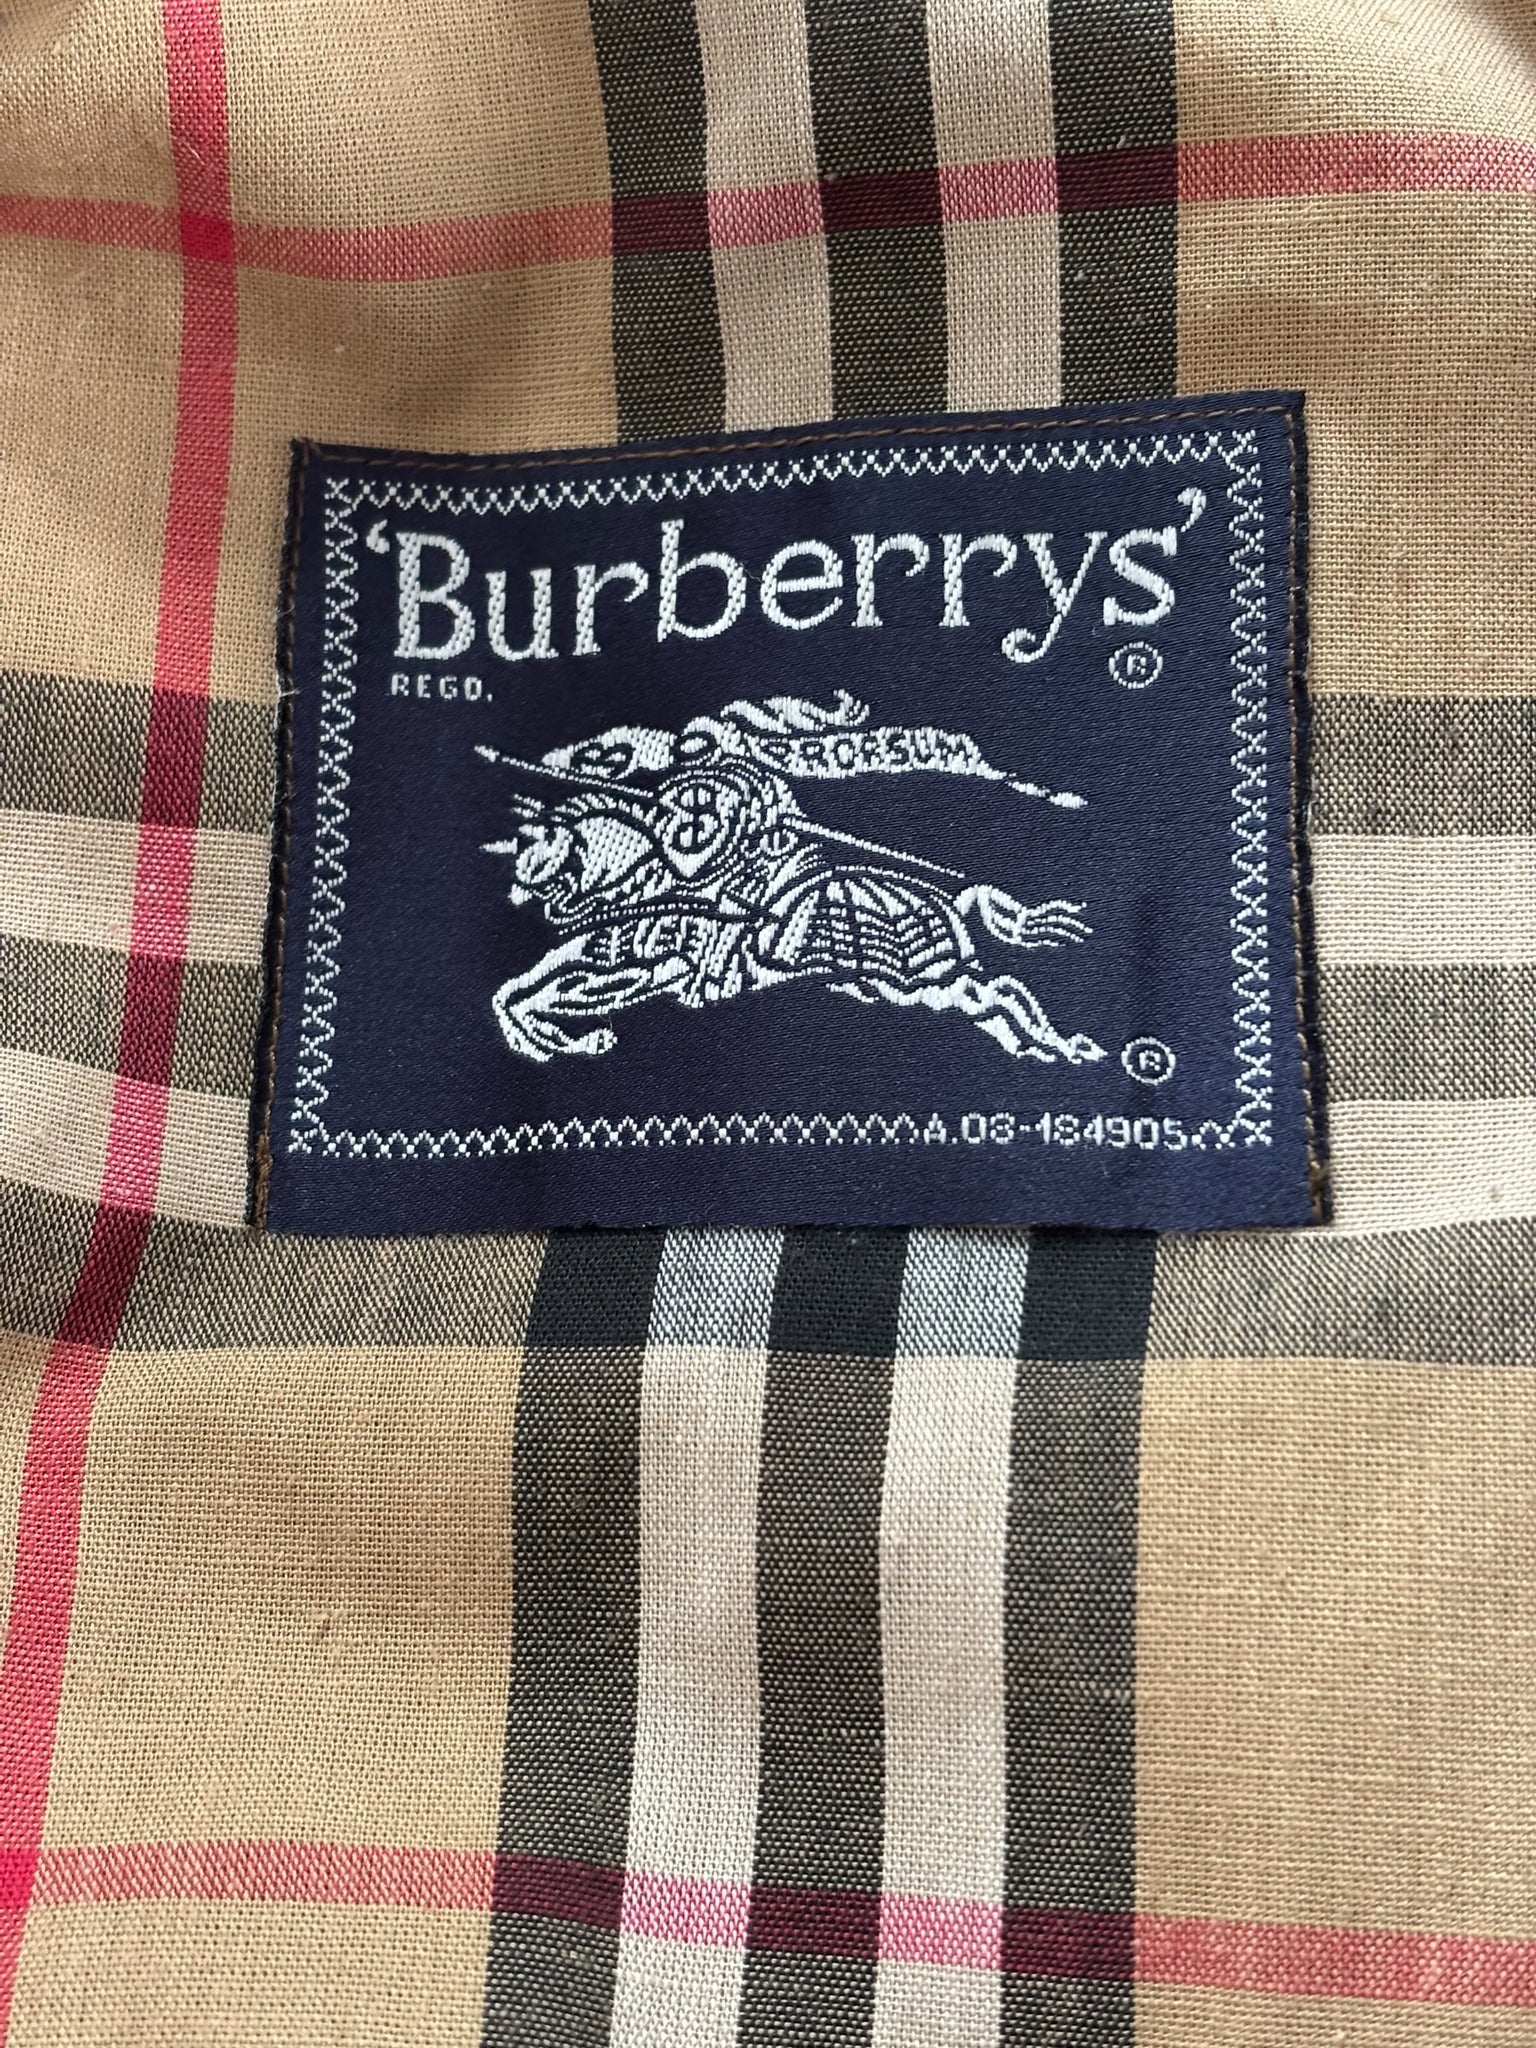 'Burberrys'®
REGD.
PRORSUM
®
A.03-184905